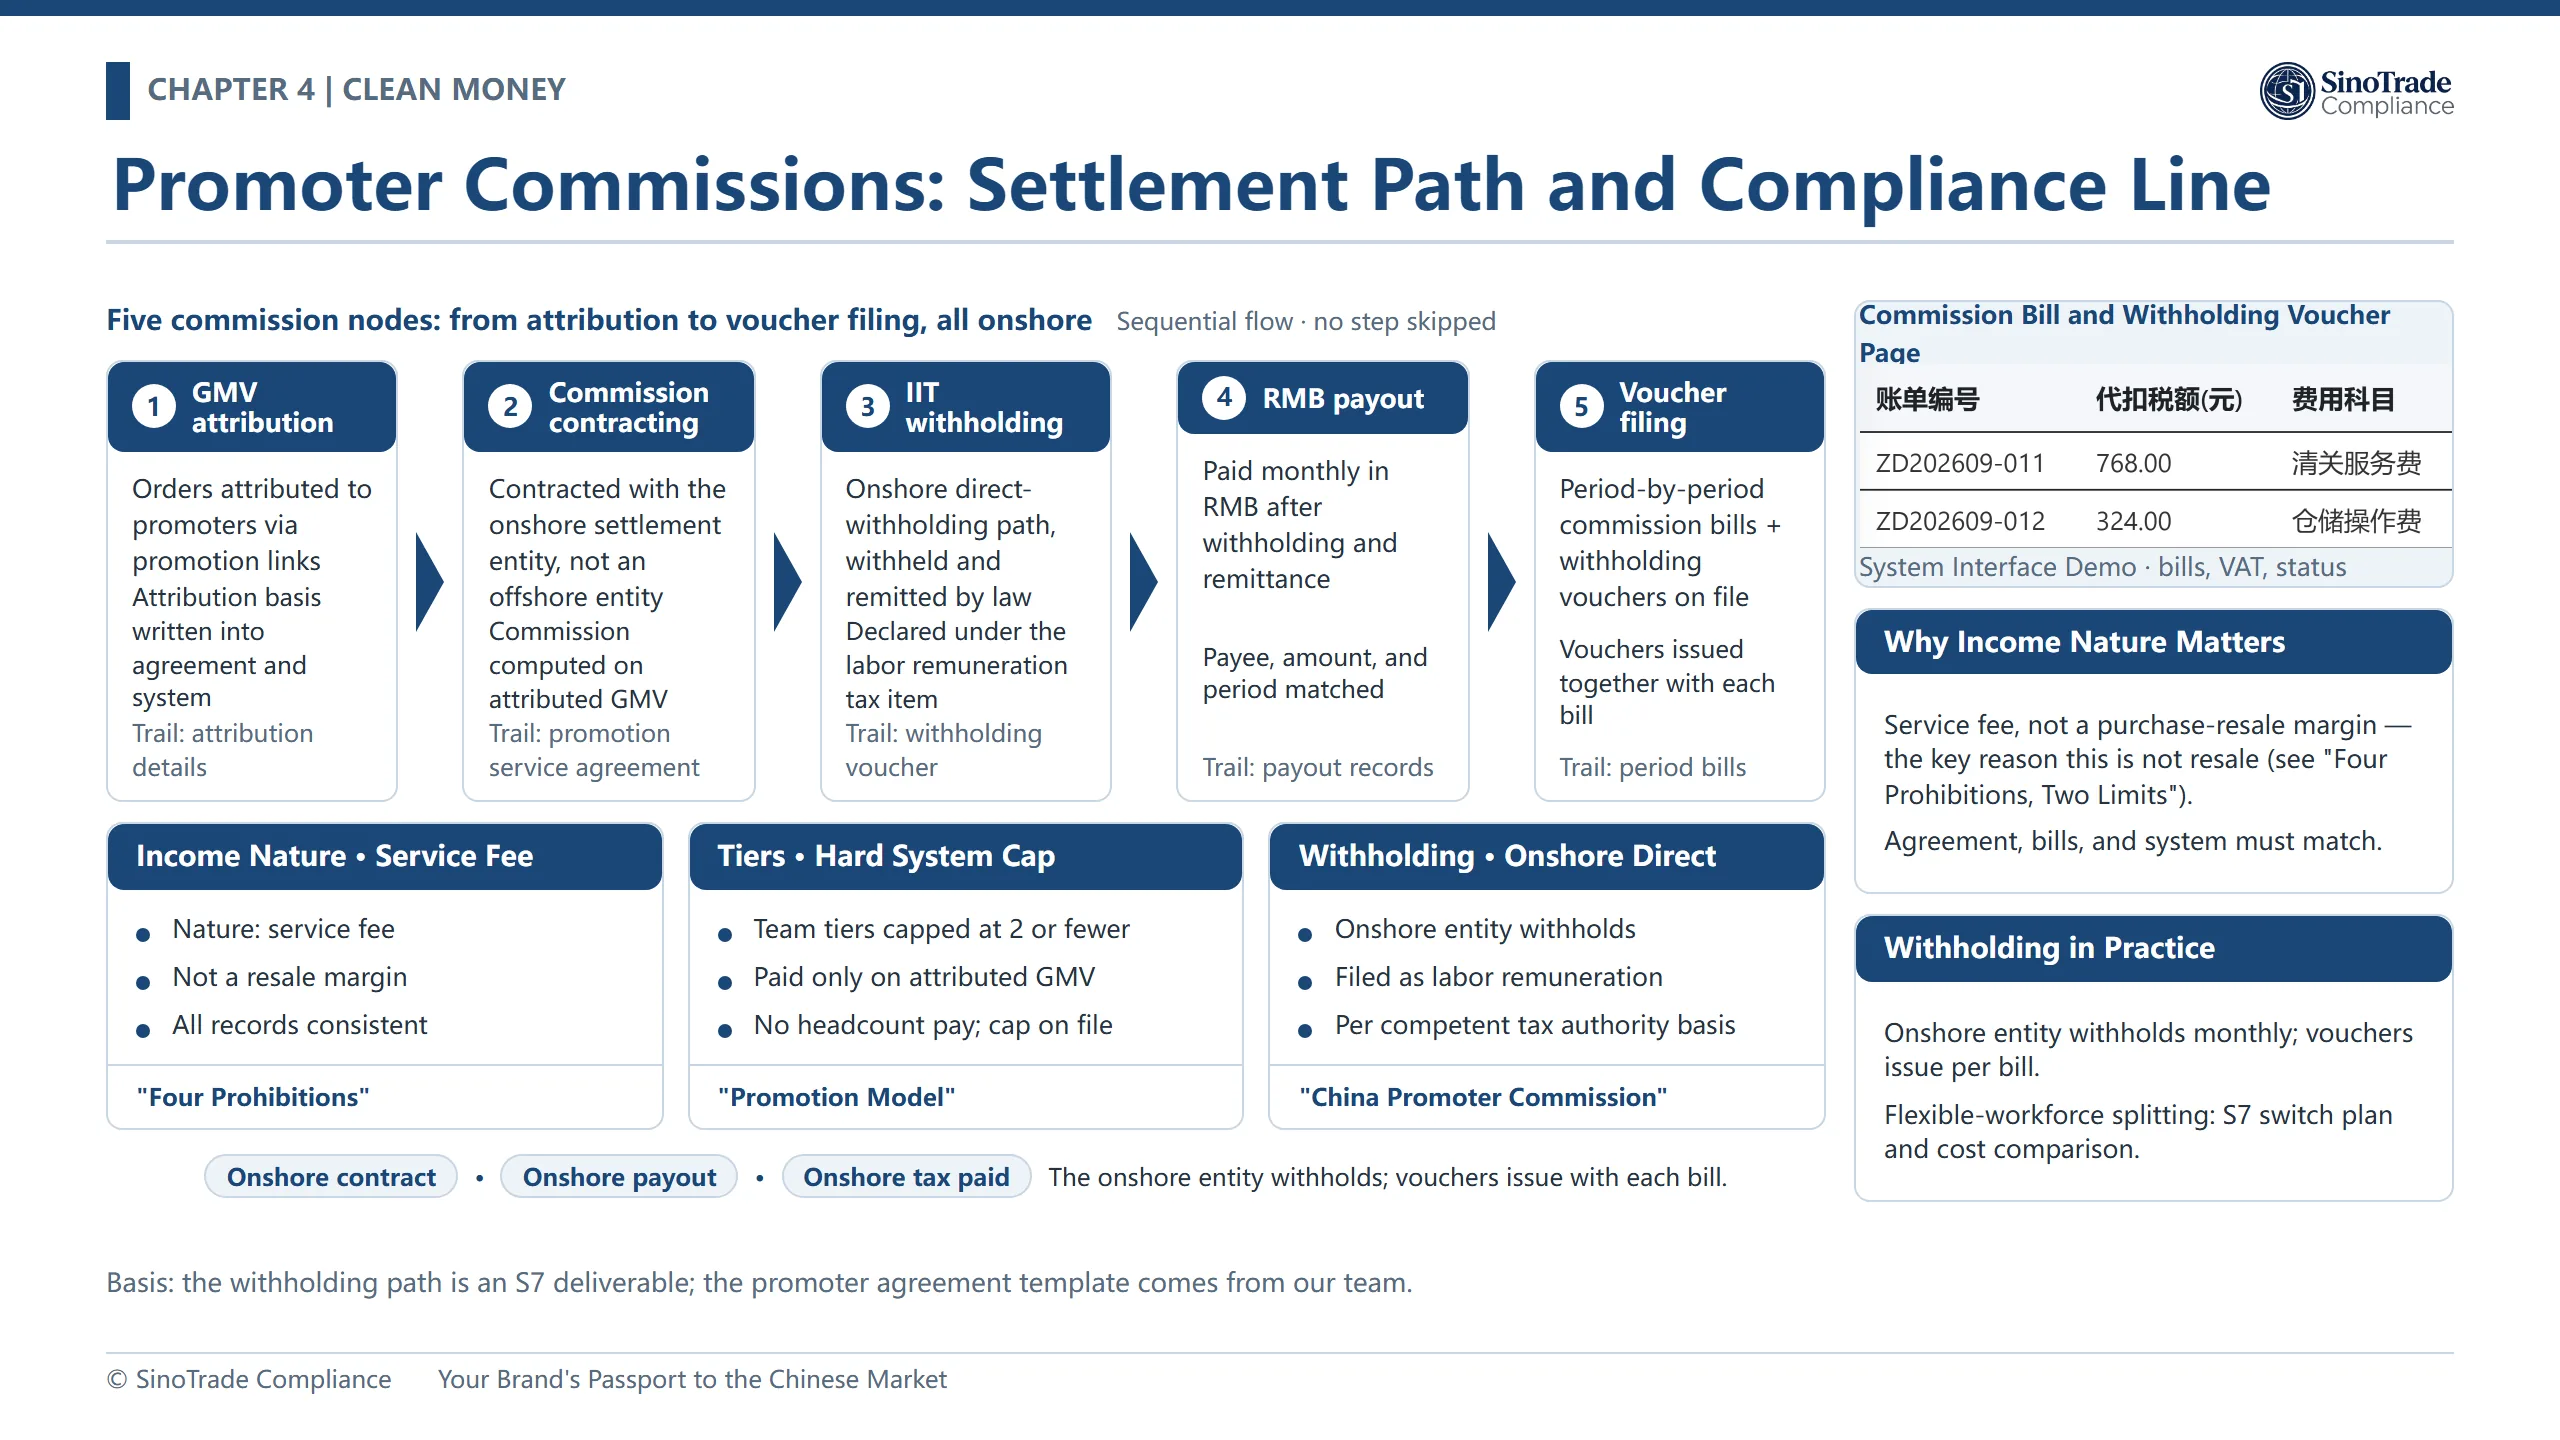 CHAPTER 4 | CLEAN MONEY
SinoTrade
Compliance
Promoter Commissions: Settlement Path and Compliance Line
Five commission nodes: from attribution to voucher filing, all onshore
Sequential flow · no step skipped
1
GMV
attribution
Orders attributed to
promoters via
promotion links
Attribution basis
written into
agreement and
system
Trail: attribution
details
2
Commission
contracting
Contracted with the
onshore settlement
entity, not an
offshore entity
Commission
computed on
attributed GMV
Trail: promotion
service agreement
3
IIT
withholding
Onshore direct-
withholding path,
withheld and
remitted by law
Declared under the
labor remuneration
tax item
Trail: withholding
voucher
4
RMB payout
Paid monthly in
RMB after
withholding and
remittance
Payee, amount, and
period matched
Trail: payout records
5
Voucher
filing
Period-by-period
commission bills +
withholding
vouchers on file
Vouchers issued
together with each
bill
Trail: period bills
Income Nature • Service Fee
• Nature: service fee
• Not a resale margin
• All records consistent
"Four Prohibitions"
Tiers • Hard System Cap
• Team tiers capped at 2 or fewer
• Paid only on attributed GMV
• No headcount pay; cap on file
"Promotion Model"
Withholding • Onshore Direct
• Onshore entity withholds
• Filed as labor remuneration
• Per competent tax authority basis
"China Promoter Commission"
Onshore contract • Onshore payout • Onshore tax paid The onshore entity withholds; vouchers issue with each bill.
Commission Bill and Withholding Voucher
Page
账单编号 代扣税额(元) 费用科目
ZD202609-011 768.00 清关服务费
ZD202609-012 324.00 仓储操作费
System Interface Demo · bills, VAT, status
Why Income Nature Matters
Service fee, not a purchase-resale margin —
the key reason this is not resale (see "Four
Prohibitions, Two Limits").
Agreement, bills, and system must match.
Withholding in Practice
Onshore entity withholds monthly; vouchers
issue per bill.
Flexible-workforce splitting: S7 switch plan
and cost comparison.
Basis: the withholding path is an S7 deliverable; the promoter agreement template comes from our team.
© SinoTrade Compliance Your Brand's Passport to the Chinese Market